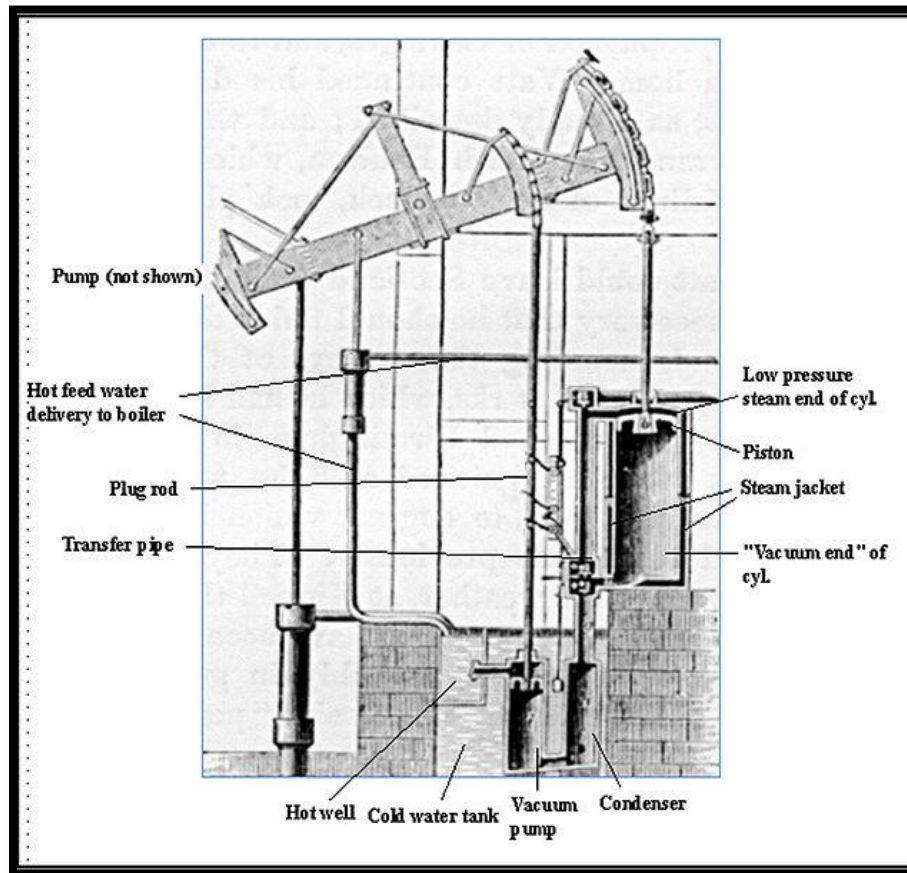 Pump (not shown)
Hot feed water
delivery to boiler
Plug rod
Transfer pipe
Low pressure
steam end of cyl.
Piston
Steam jacket
"Vacuum end" of
cyl.
Hot well
Cold water tank
Vacuum
pump
Condenser